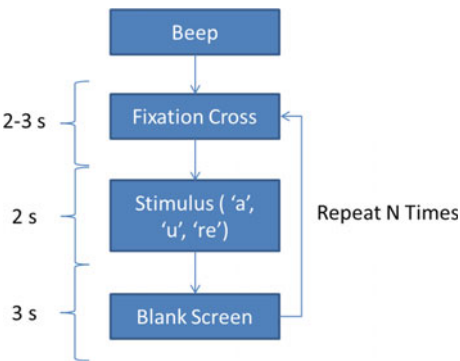 Beep
2-3 s
Fixation Cross
2 s
Stimulus ( ‘a’,
‘u’, ‘re’)
Repeat N Times
3 s
Blank Screen